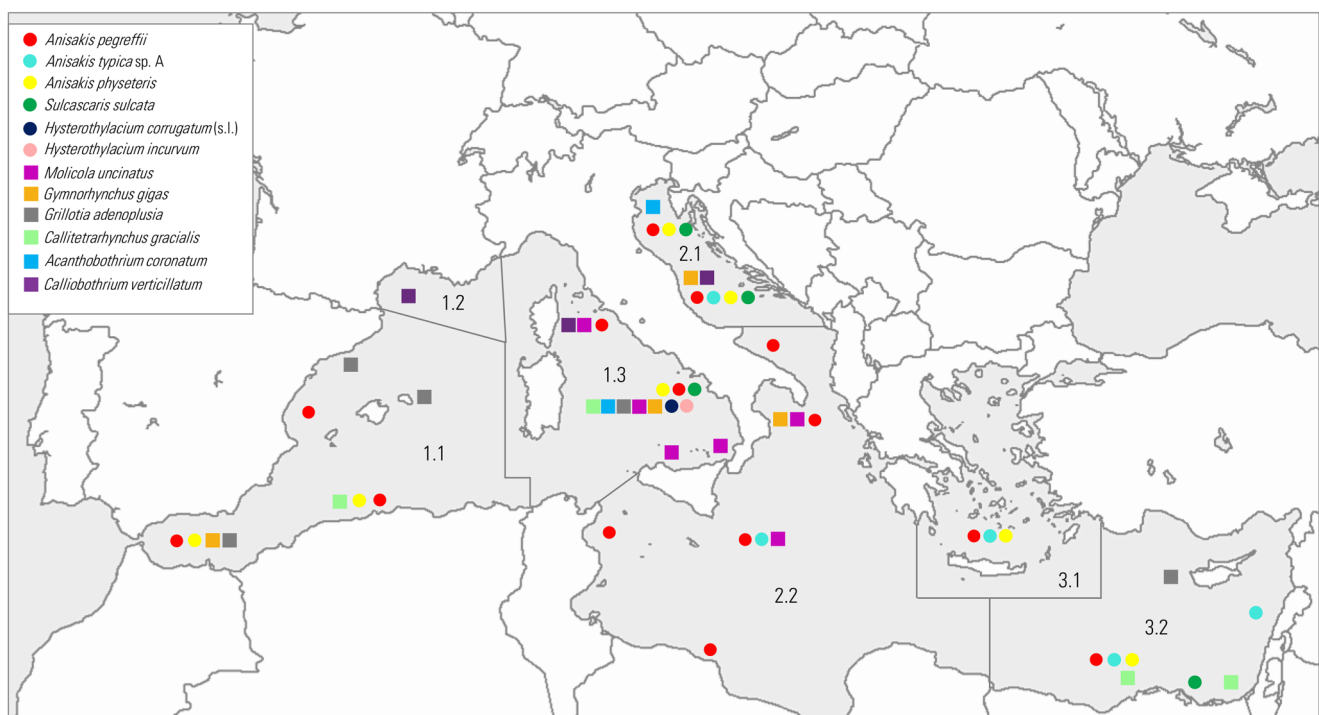 Anisakis pegreffii
Anisakis typica sp. A
Anisakis physeteris
Sulcascaris sulcata
Hysterothylacium corrugatum (s.l.)
Hysterothylacium incurvum
Molicola uncinatus
Gymnorhynchus gigas
Grillotia adenoplusia
Callitetrarhynchus gracialis
Acanthobothrium coronatum
Calliobothrium verticillatum
2.1
1.2
1.3
1.1
2.2
3.1
3.2